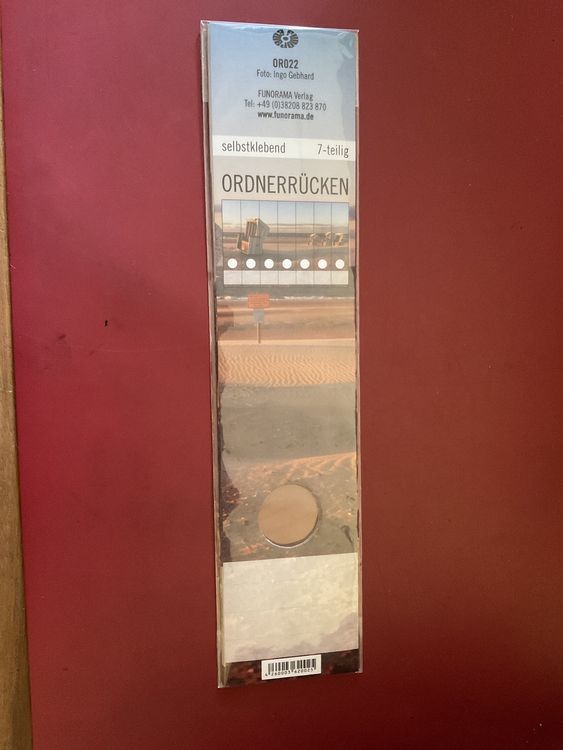 OR022
Foto: Ingo Gebhard
FUNORAMA Verlag
Tel: +49 (0)38208 823 870
www.funorama.de
selbstklebend 7-teilig
ORDNERRÜCKEN